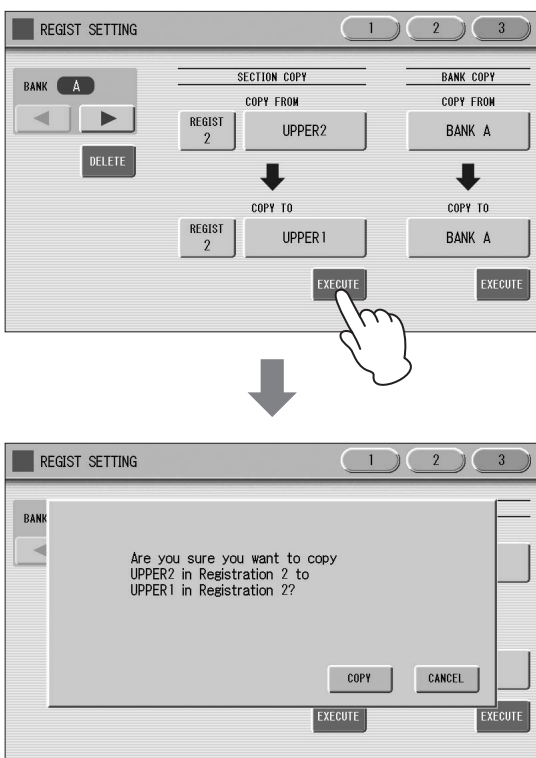 REGIST SETTING
1 2 3
BANK A
SECTION COPY
COPY FROM
REGIST
2
UPPER2
COPY TO
REGIST
2
UPPER1
EXECUTE
BANK COPY
COPY FROM
BANK A
COPY TO
BANK A
EXECUTE
DELETE
REGIST SETTING
1 2 3
BANK
Are you sure you want to copy
UPPER2 in Registration 2 to
UPPER1 in Registration 2?
COPY CANCEL
EXECUTE EXECUTE